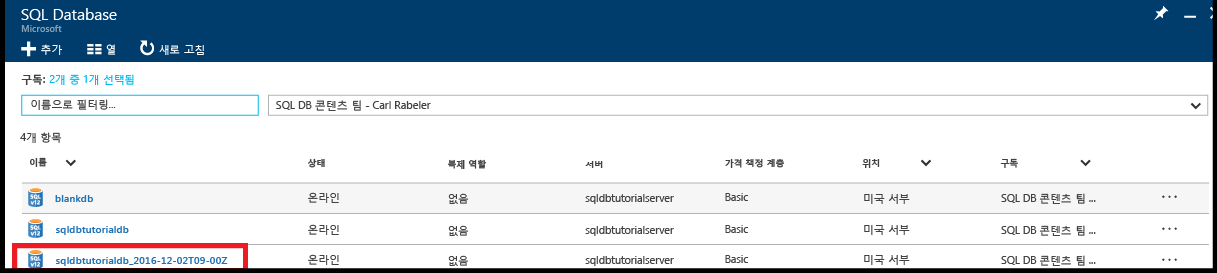 SQL Database
Microsoft
추가 열 새로 고침
구독: 2개 중 1개 선택됨
이름으로 필터링... SQL DB 콘텐츠 팀 - Carl Rabeler
4개 항목
이름 상태 복제 역할 서버 가격 책정 계층 위치 구독
SQL v12 blankdb 온라인 없음 sqldbtutorialserver Basic 미국 서부 SQL DB 콘텐츠 팀 ... ...
SQL v12 sqldbtutorialdb 온라인 없음 sqldbtutorialserver Basic 미국 서부 SQL DB 콘텐츠 팀 ... ...
SQL v12 sqldbtutorialdb_2016-12-02T09-00Z 온라인 없음 sqldbtutorialserver Basic 미국 서부 SQL DB 콘텐츠 팀 ... ...